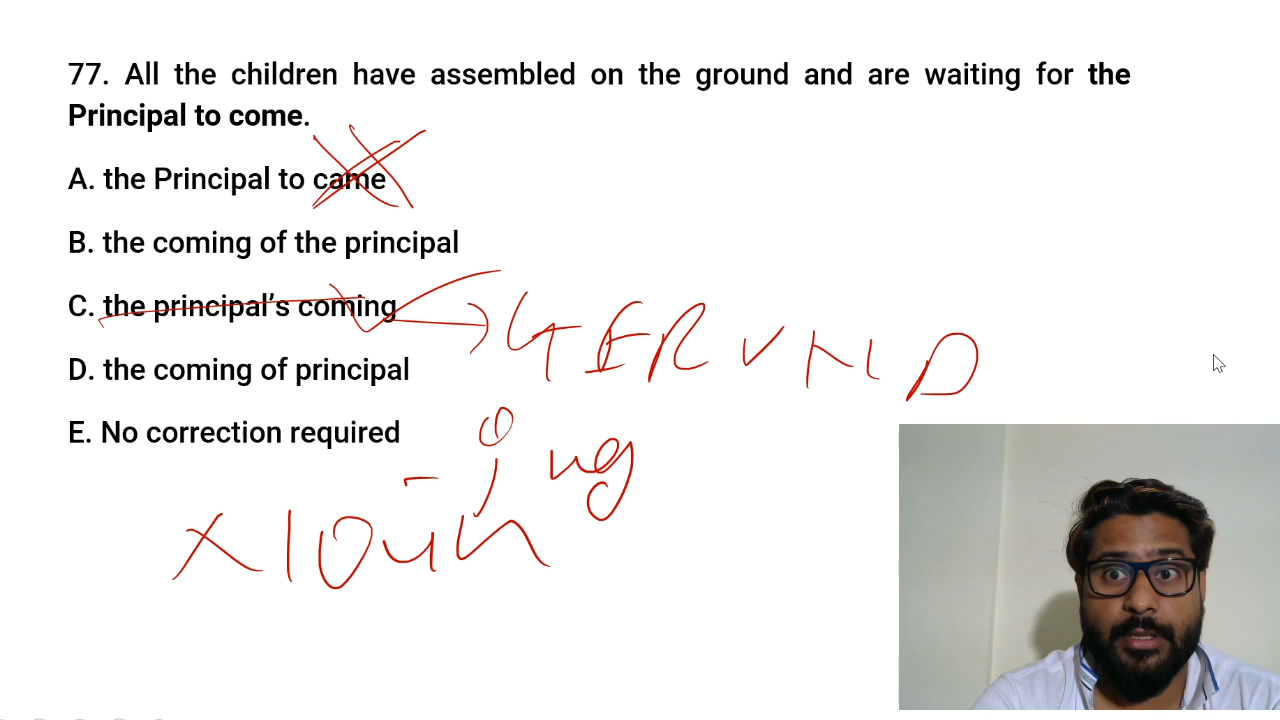 77. All the children have assembled on the ground and are waiting for the
Principal to come.
A. the Principal to came
B. the coming of the principal
C. the principal’s coming
GERUND
D. the coming of principal
E. No correction required
ing